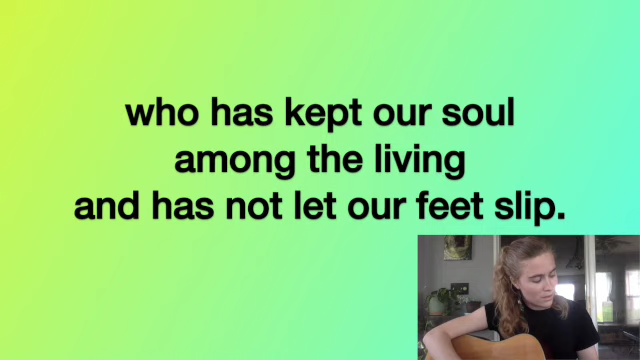 who has kept our soul
among the living
and has not let our feet slip.